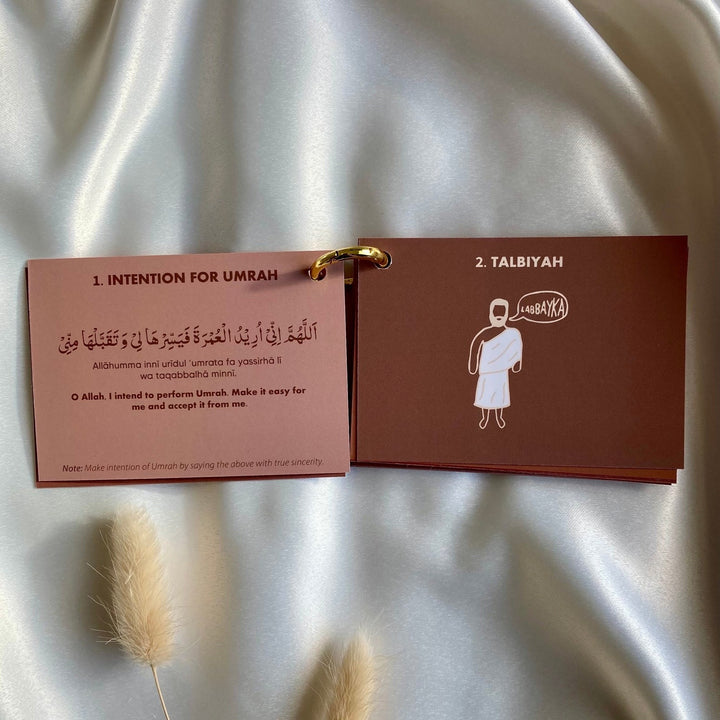 1. INTENTION FOR UMRAH
اَللّٰهُمَّ اِنِّىْ اُرِيْدُ الْعُمْرَةَ فَيَسِّرْهَا لِىْ وَ تَقَبَّلْهَا مِنِّىْ
Allāhumma innī urīdul 'umrata fa yassirhā lī
wa taqabbalhā minnī.
O Allah, I intend to perform Umrah. Make it easy for
me and accept it from me.
Note: Make intention of Umrah by saying the above with true sincerity.
2. TALBIYAH
LABBAYKA